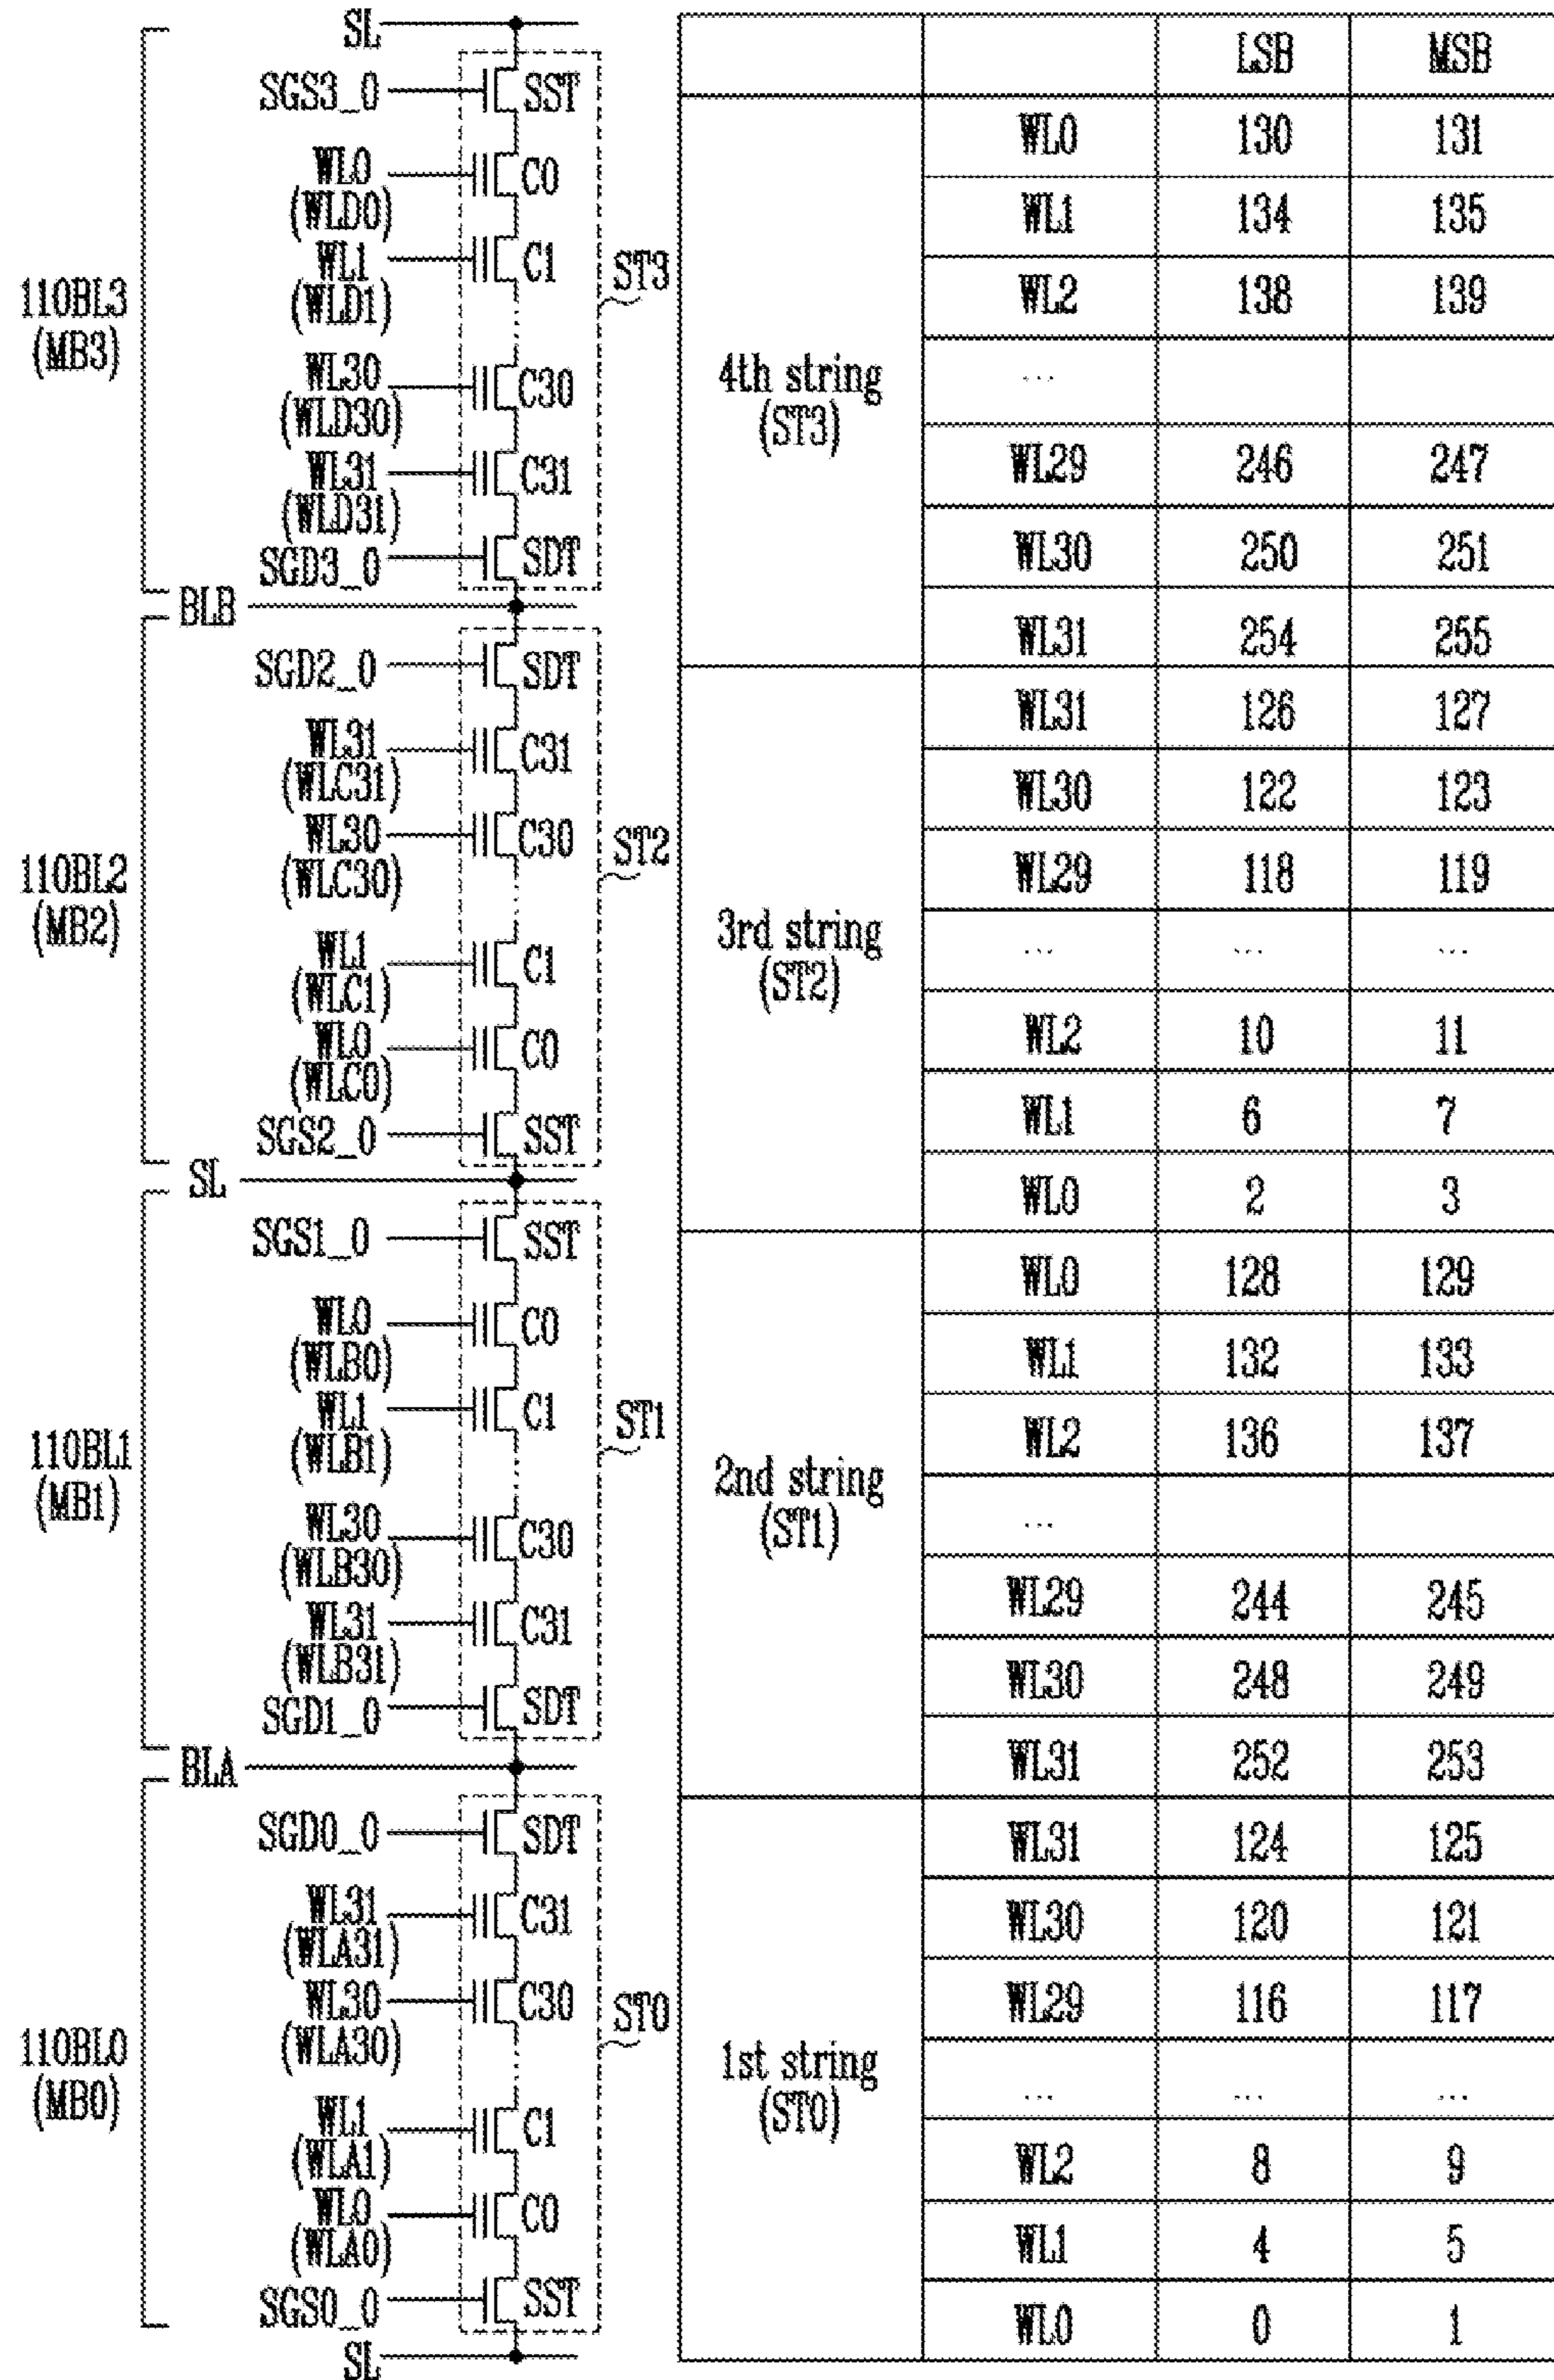 SL
SGS3_0 SST
WL0
(WLD0) C0
WL1
(WLD1) C1
ST3
110BL3
(MB3)
WL30
(WLD30) C30
WL31
(WLD31) C31
SGD3_0 SDT
BLB
SGD2_0 SDT
WL31
(WLC31) C31
WL30
(WLC30) C30
ST2
110BL2
(MB2)
WL1
(WLC1) C1
WL0
(WLC0) C0
SGS2_0 SST
SL
SGS1_0 SST
WL0
(WLB0) C0
WL1
(WLB1) C1
ST1
110BL1
(MB1)
WL30
(WLB30) C30
WL31
(WLB31) C31
SGD1_0 SDT
BLA
SGD0_0 SDT
WL31
(WLA31) C31
WL30
(WLA30) C30
ST0
110BL0
(MB0)
WL1
(WLA1) C1
WL0
(WLA0) C0
SGS0_0 SST
SL
LSB MSB
4th string
(ST3)
WL0 130 131
WL1 134 135
WL2 138 139
...
WL29 246 247
WL30 250 251
WL31 254 255
3rd string
(ST2)
WL31 126 127
WL30 122 123
WL29 118 119
... ... ...
WL2 10 11
WL1 6 7
WL0 2 3
2nd string
(ST1)
WL0 128 129
WL1 132 133
WL2 136 137
...
WL29 244 245
WL30 248 249
WL31 252 253
1st string
(ST0)
WL31 124 125
WL30 120 121
WL29 116 117
... ... ...
WL2 8 9
WL1 4 5
WL0 0 1